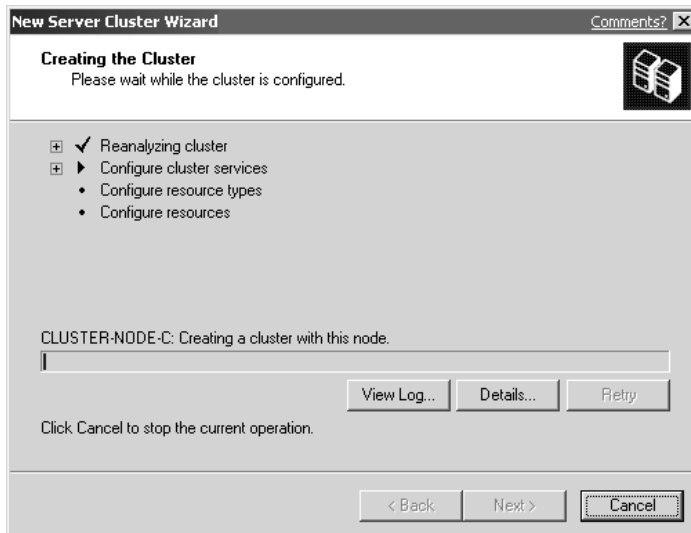 New Server Cluster Wizard Comments?
Creating the Cluster
Please wait while the cluster is configured.
Reanalyzing cluster
Configure cluster services
Configure resource types
Configure resources
CLUSTER-NODE-C: Creating a cluster with this node.
View Log... Details... Retry
Click Cancel to stop the current operation.
< Back Next > Cancel